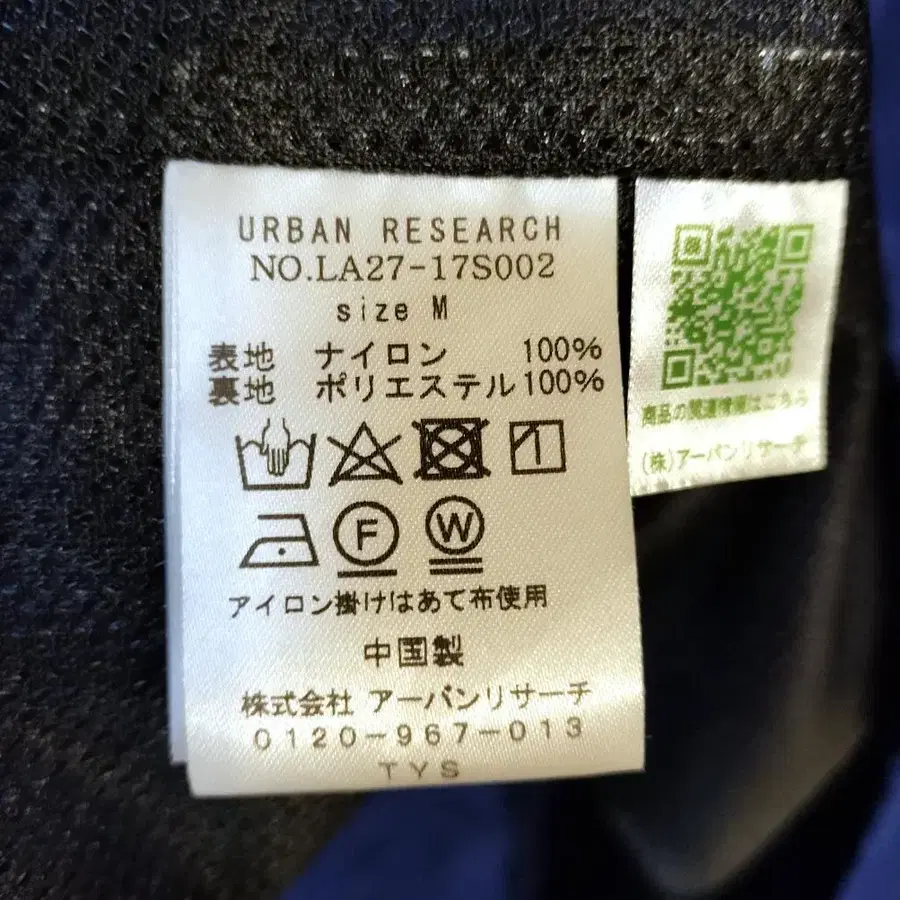 URBAN RESEARCH
NO.LA27-17S002
size M
表地 ナイロン 100%
裏地 ポリエステル100%
F W
アイロン掛けはあて布使用
中国製
株式会社 アーバンリサーチ
0120-967-013
TYS
商品の関連情報はこちら
(株)アーバンリサーチ